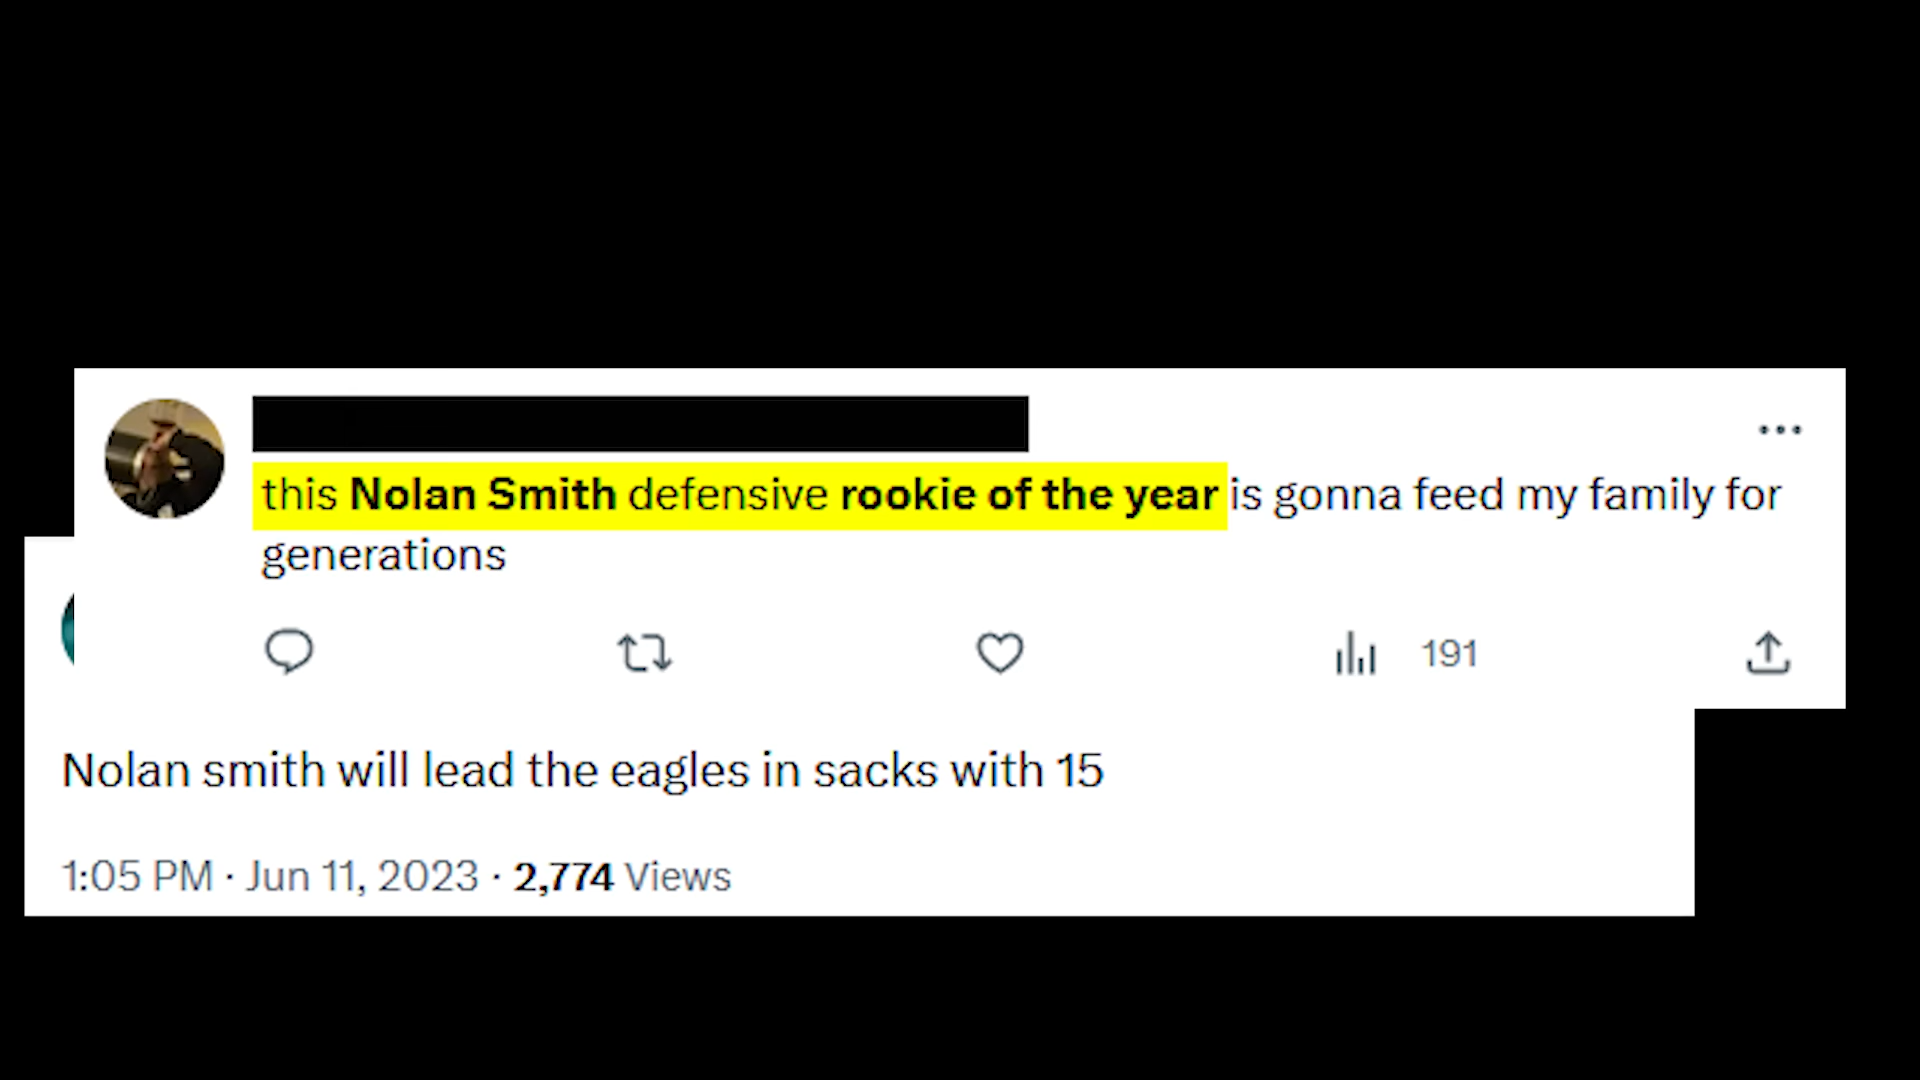 this Nolan Smith defensive rookie of the year is gonna feed my family for
generations
191
Nolan smith will lead the eagles in sacks with 15
1:05 PM · Jun 11, 2023 · 2,774 Views